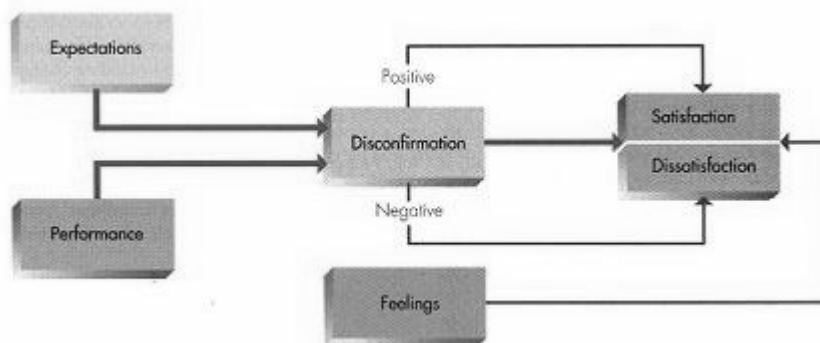 Expectations
Positive
Satisfaction
Disconfirmation
Dissatisfaction
Negative
Performance
Feelings